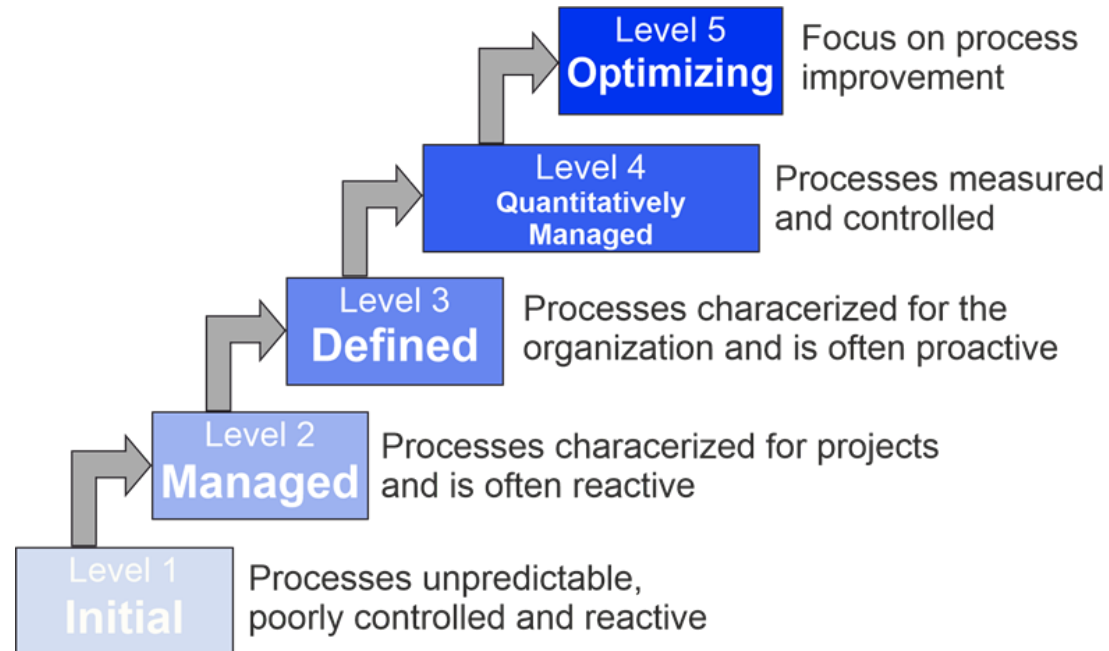 Level 5
Optimizing
Focus on process
improvement
Level 4
Quantitatively
Managed
Processes measured
and controlled
Level 3
Defined
Processes characerized for the
organization and is often proactive
Level 2
Managed
Processes characerized for projects
and is often reactive
Level 1
Initial
Processes unpredictable,
poorly controlled and reactive